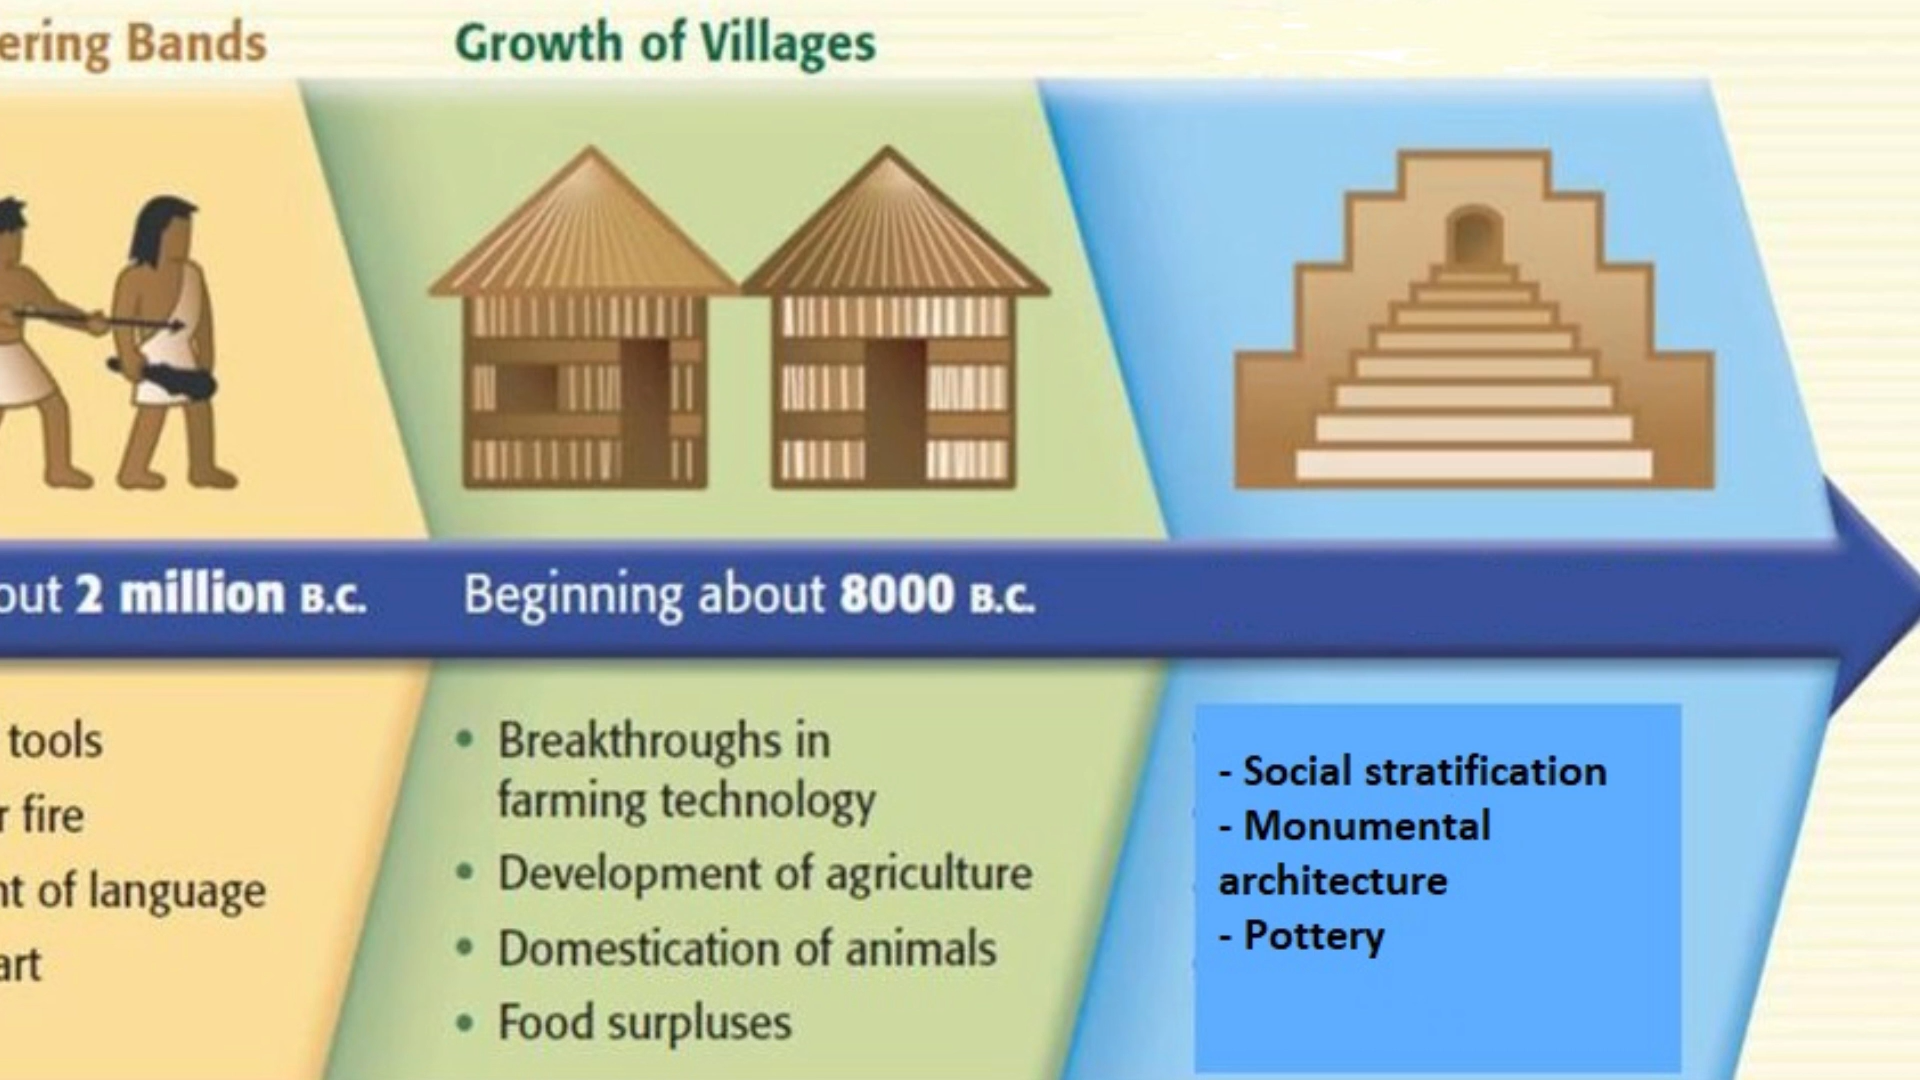 ering Bands
Growth of Villages
out 2 million B.C.
Beginning about 8000 B.C.
tools
r fire
nt of language
art
• Breakthroughs in
farming technology
• Development of agriculture
• Domestication of animals
• Food surpluses
- Social stratification
- Monumental
architecture
- Pottery